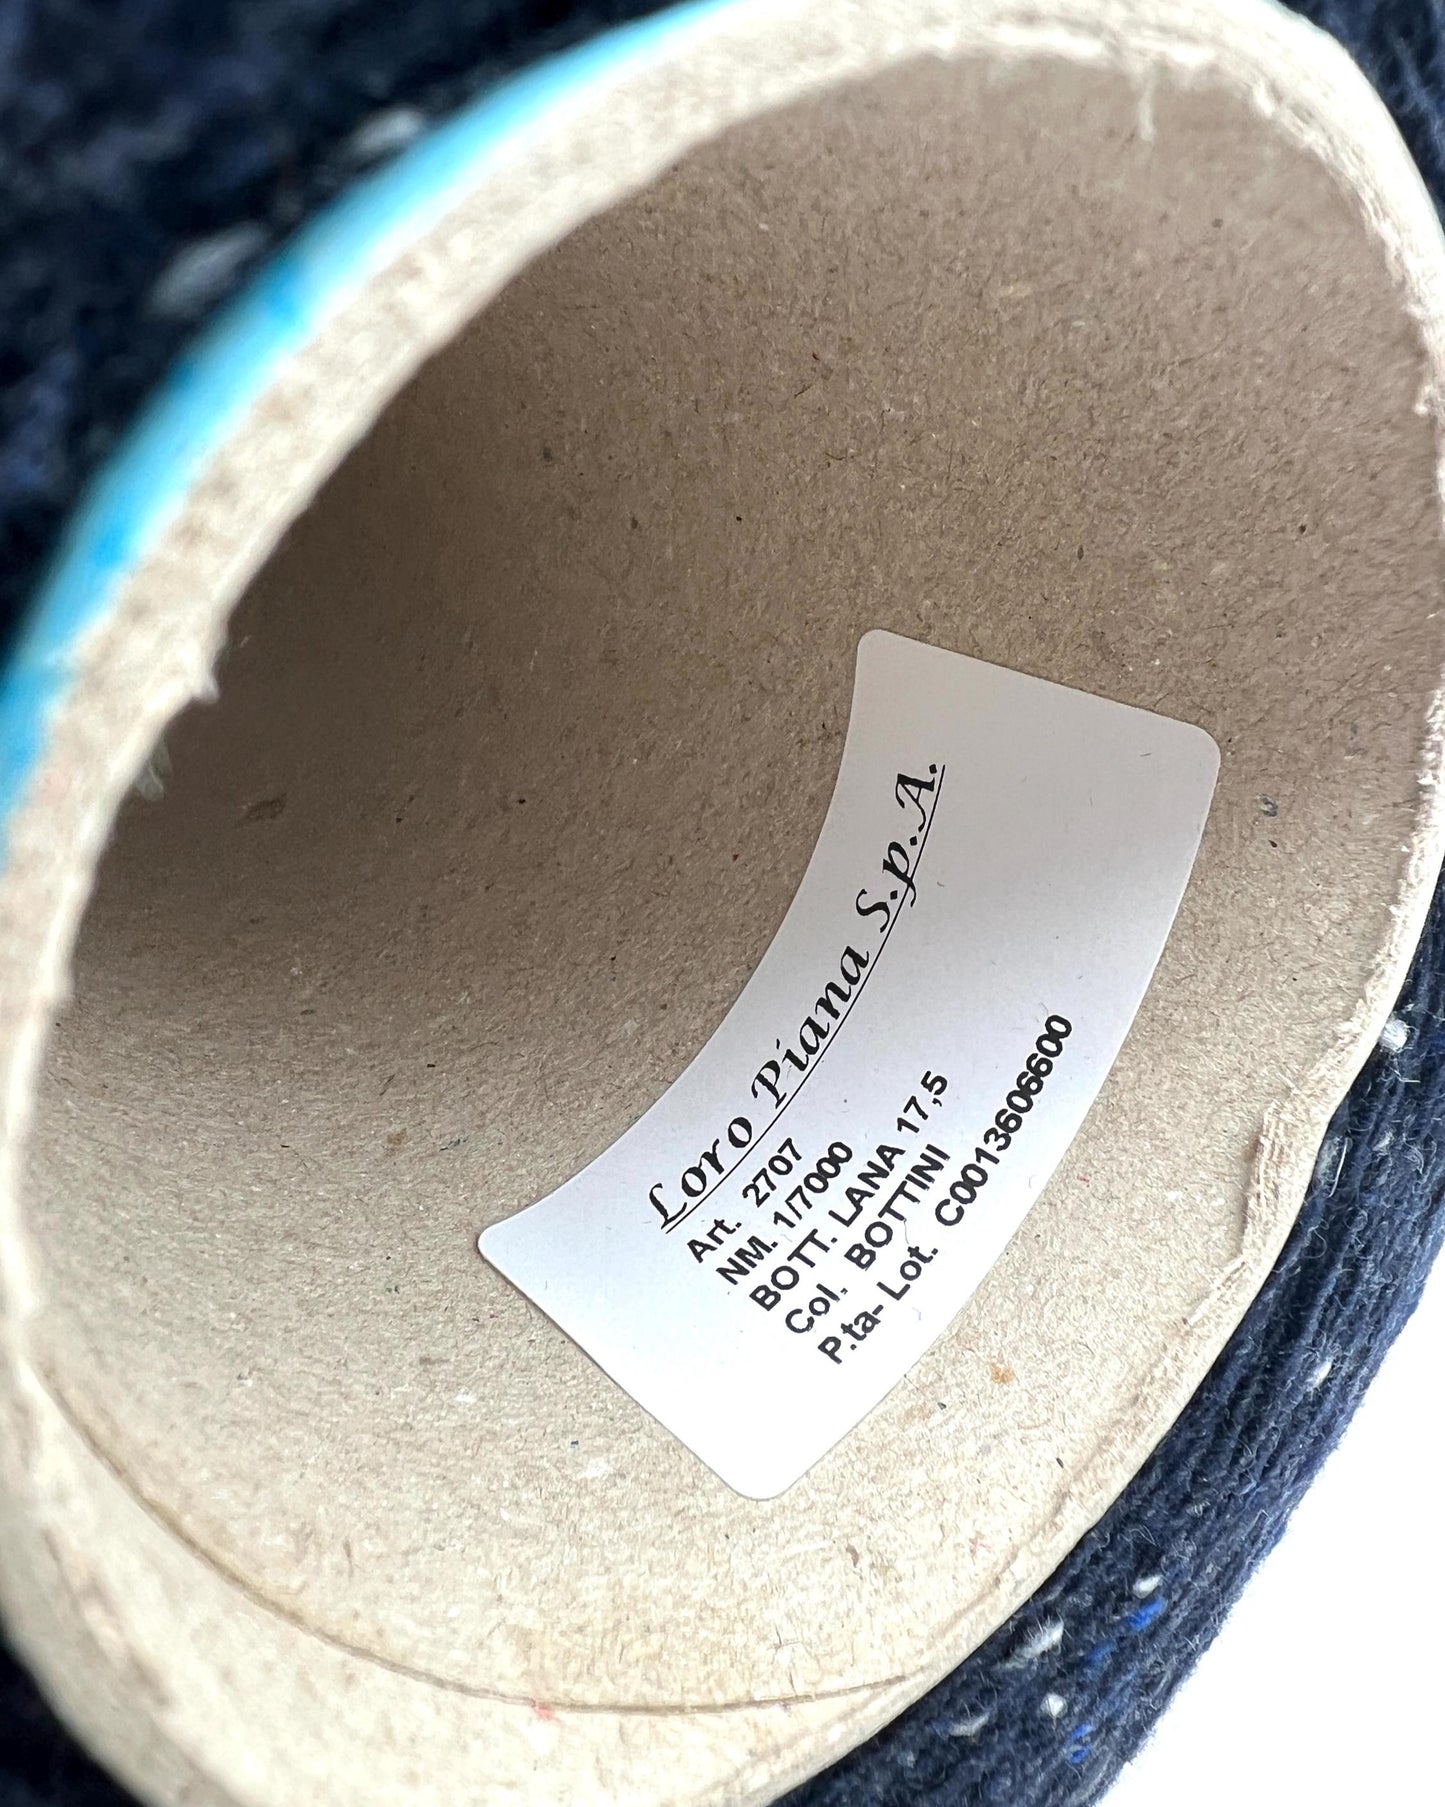 Loro Piana S.p.A.
Art. 2707
NM. 1/7000
BOTT. LANA 17,5
Col. BOTTINI
P.ta- Lot. C0013606600